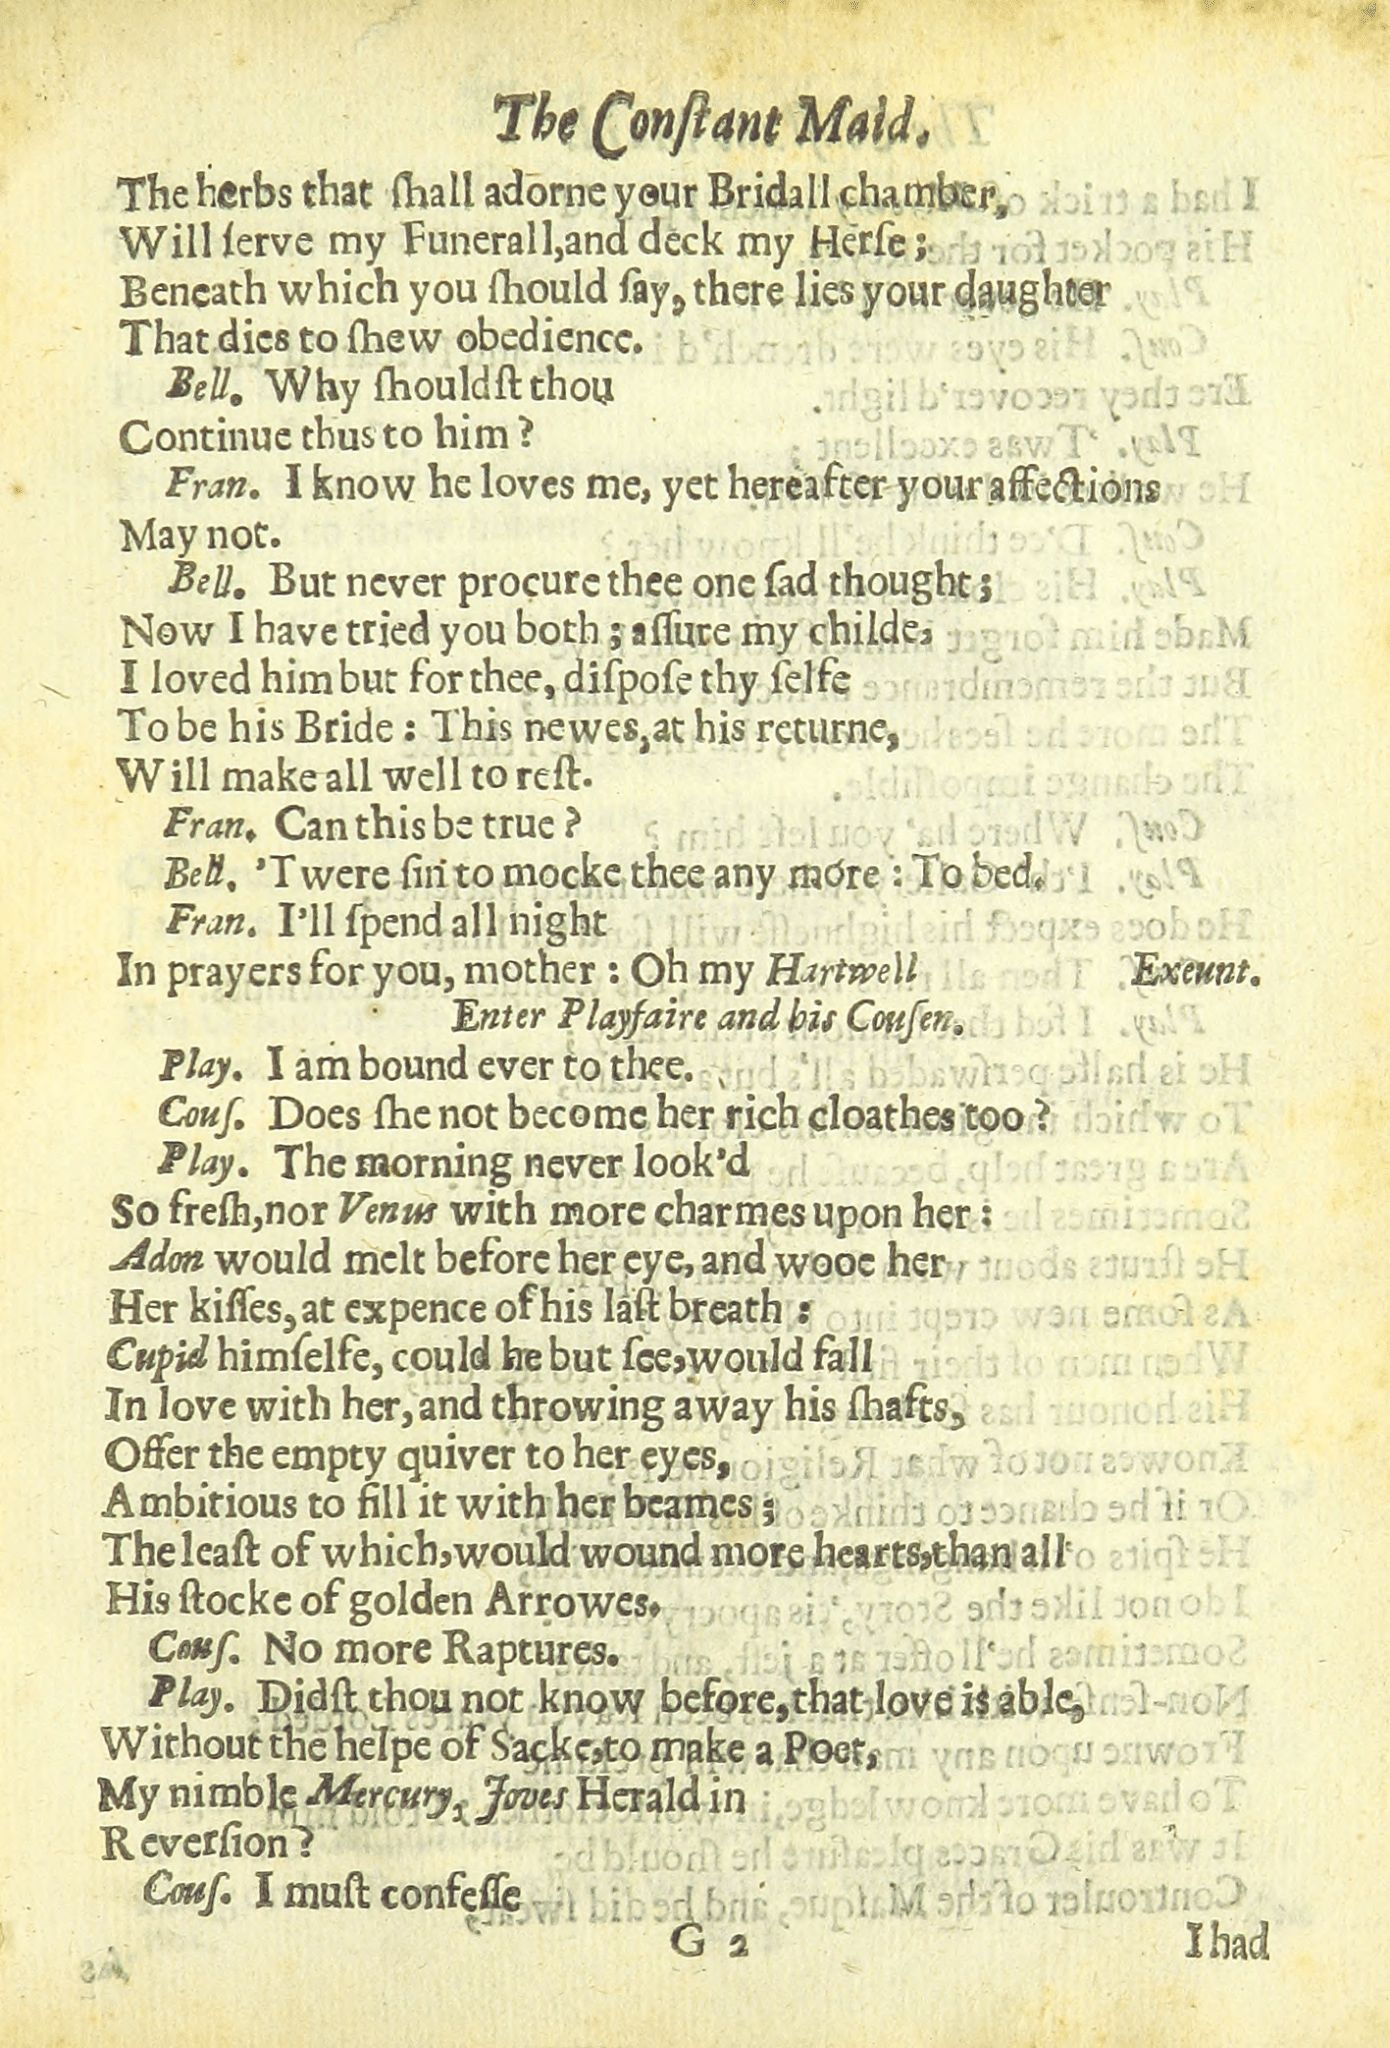 The Conſtant Maid.
The herbs that ſhall adorne your Bridall chamber,
Will ſerve my Funerall, and deck my Herſe;
Beneath which you ſhould ſay, there lies your daughter
That dies to ſhew obedience.
Bell. Why ſhouldſt thou
Continue thus to him?
Fran. I know he loves me, yet hereafter your affections
May not.
Bell. But never procure thee one ſad thought;
Now I have tried you both; aſſure my childe,
I loved him but for thee, diſpoſe thy ſelfe
To be his Bride: This newes, at his returne,
Will make all well to reſt.
Fran. Can this be true?
Bell. 'Twere ſin to mocke thee any more: To bed.
Fran. I'll ſpend all night
In prayers for you, mother: Oh my Hartwell Exeunt.
Enter Playfaire and his Couſen.
Play. I am bound ever to thee.
Couſ. Does ſhe not become her rich cloathes too?
Play. The morning never look'd
So freſh, nor Venus with more charmes upon her:
Adon would melt before her eye, and wooe her
Her kiſſes, at expence of his laſt breath:
Cupid himſelfe, could he but ſee, would fall
In love with her, and throwing away his ſhafts,
Offer the empty quiver to her eyes,
Ambitious to fill it with her beames;
The leaſt of which, would wound more hearts, than all
His ſtocke of golden Arrowes.
Couſ. No more Raptures.
Play. Didſt thou not know before, that love is able,
Without the helpe of Sacke, to make a Poet,
My nimble Mercury, Joves Herald in
Reverſion?
Couſ. I muſt confeſſe
G 2 I had